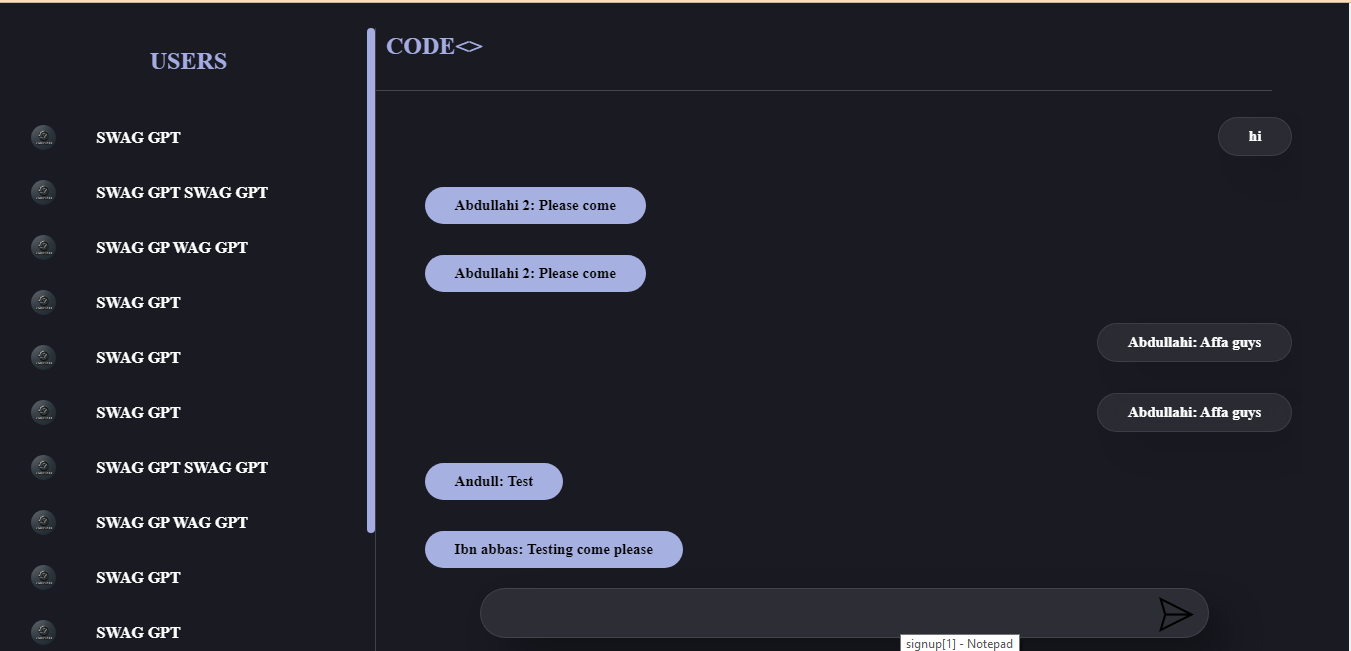 USERS
SWAG GPT
SWAG GPT SWAG GPT
SWAG GP WAG GPT
SWAG GPT
SWAG GPT
SWAG GPT
SWAG GPT SWAG GPT
SWAG GP WAG GPT
SWAG GPT
SWAG GPT
CODE<>
hi
Abdullahi 2: Please come
Abdullahi 2: Please come
Abdullahi: Affa guys
Abdullahi: Affa guys
Andull: Test
Ibn abbas: Testing come please
signup[1] - Notepad